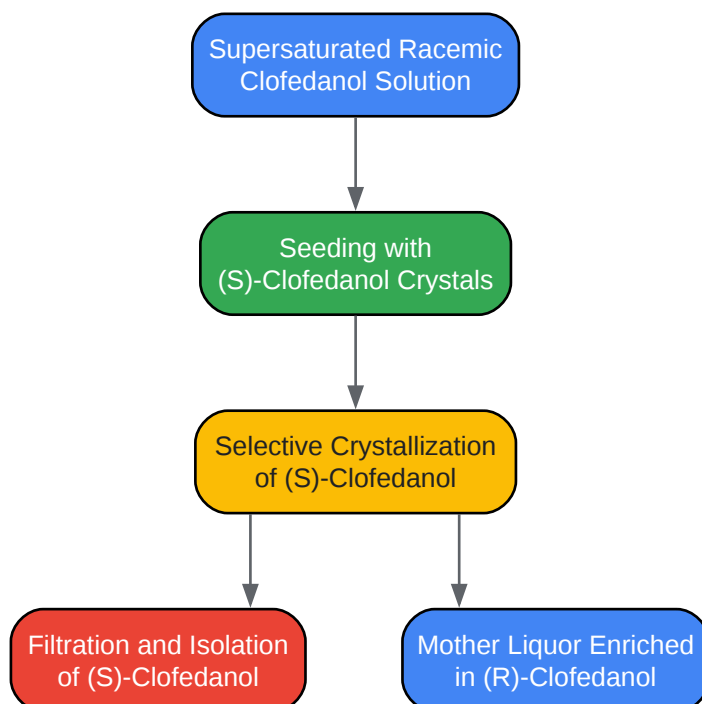 Supersaturated Racemic
Clofedanol Solution
Seeding with
(S)-Clofedanol Crystals
Selective Crystallization
of (S)-Clofedanol
Filtration and Isolation
of (S)-Clofedanol
Mother Liquor Enriched
in (R)-Clofedanol